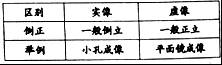 区别 实像 虚像
倒正 一般倒立 一般正立
举例 小孔成像 平面镜成像